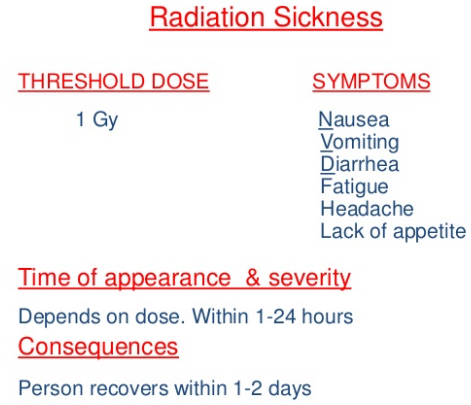 Radiation Sickness
THRESHOLD DOSE
1 Gy
SYMPTOMS
Nausea
Vomiting
Diarrhea
Fatigue
Headache
Lack of appetite
Time of appearance & severity
Depends on dose. Within 1-24 hours
Consequences
Person recovers within 1-2 days